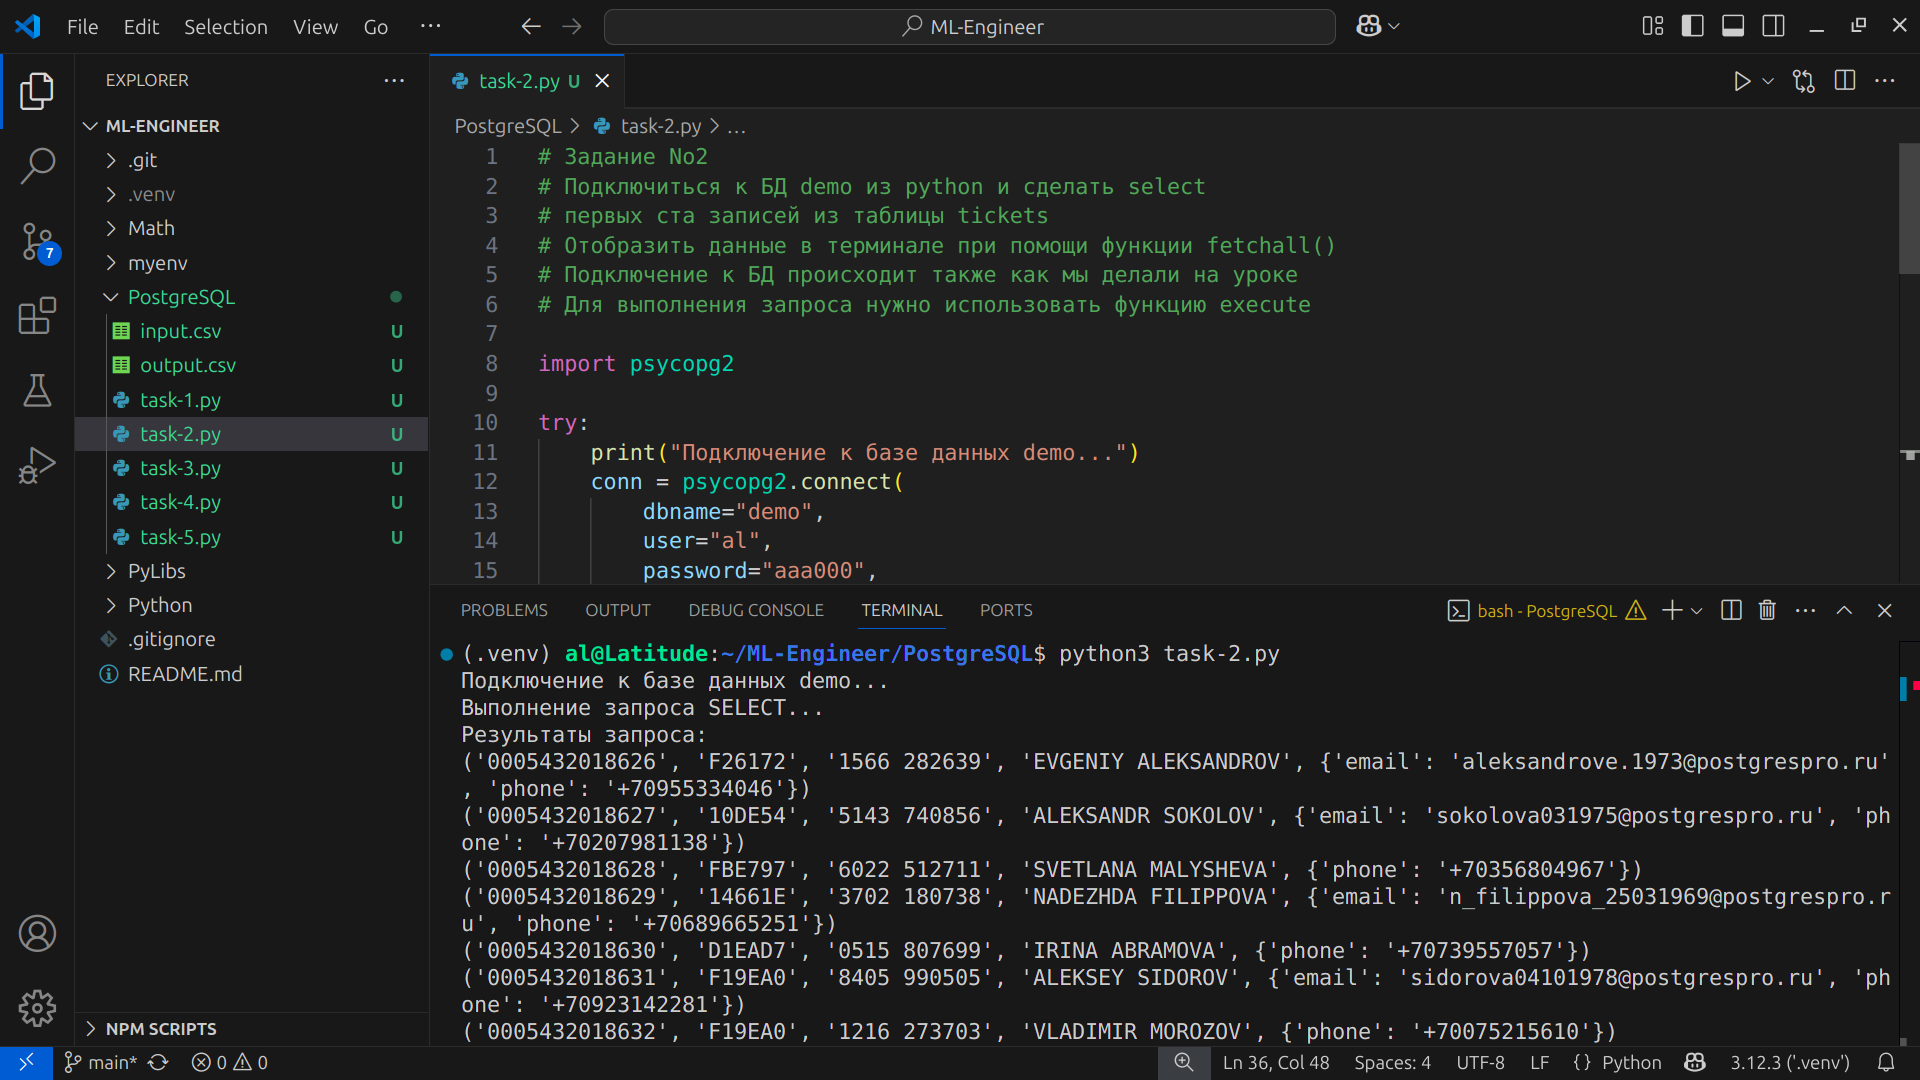 File Edit Selection View Go ... ML-Engineer
EXPLORER ...
ML-ENGINEER
.git
.venv
Math
myenv
PostgreSQL
input.csv U
output.csv U
task-1.py U
task-2.py U
task-3.py U
task-4.py U
task-5.py U
PyLibs
Python
.gitignore
README.md
NPM SCRIPTS
7
task-2.py U
PostgreSQL > task-2.py > ...
1 # Задание No2
2 # Подключиться к БД demo из python и сделать select
3 # первых ста записей из таблицы tickets
4 # Отобразить данные в терминале при помощи функции fetchall()
5 # Подключение к БД происходит также как мы делали на уроке
6 # Для выполнения запроса нужно использовать функцию execute
7
8 import psycopg2
9
10 try:
11 print("Подключение к базе данных demo...")
12 conn = psycopg2.connect(
13 dbname="demo",
14 user="al",
15 password="aaa000",
PROBLEMS OUTPUT DEBUG CONSOLE TERMINAL PORTS bash - PostgreSQL
(.venv) al@Latitude:~/ML-Engineer/PostgreSQL$ python3 task-2.py
Подключение к базе данных demo...
Выполнение запроса SELECT...
Результаты запроса:
('0005432018626', 'F26172', '1566 282639', 'EVGENIY ALEKSANDROV', {'email': 'aleksandrove.1973@postgrespro.ru'
, 'phone': '+70955334046'})
('0005432018627', '10DE54', '5143 740856', 'ALEKSANDR SOKOLOV', {'email': 'sokolova031975@postgrespro.ru', 'ph
one': '+70207981138'})
('0005432018628', 'FBE797', '6022 512711', 'SVETLANA MALYSHEVA', {'phone': '+70356804967'})
('0005432018629', '14661E', '3702 180738', 'NADEZHDA FILIPPOVA', {'email': 'n_filippova_25031969@postgrespro.r
u', 'phone': '+70689665251'})
('0005432018630', 'D1EAD7', '0515 807699', 'IRINA ABRAMOVA', {'phone': '+70739557057'})
('0005432018631', 'F19EA0', '8405 990505', 'ALEKSEY SIDOROV', {'email': 'sidorova04101978@postgrespro.ru', 'ph
one': '+70923142281'})
('0005432018632', 'F19EA0', '1216 273703', 'VLADIMIR MOROZOV', {'phone': '+70075215610'})
main* 0 0 Ln 36, Col 48 Spaces: 4 UTF-8 LF {} Python 3.12.3 ('.venv')